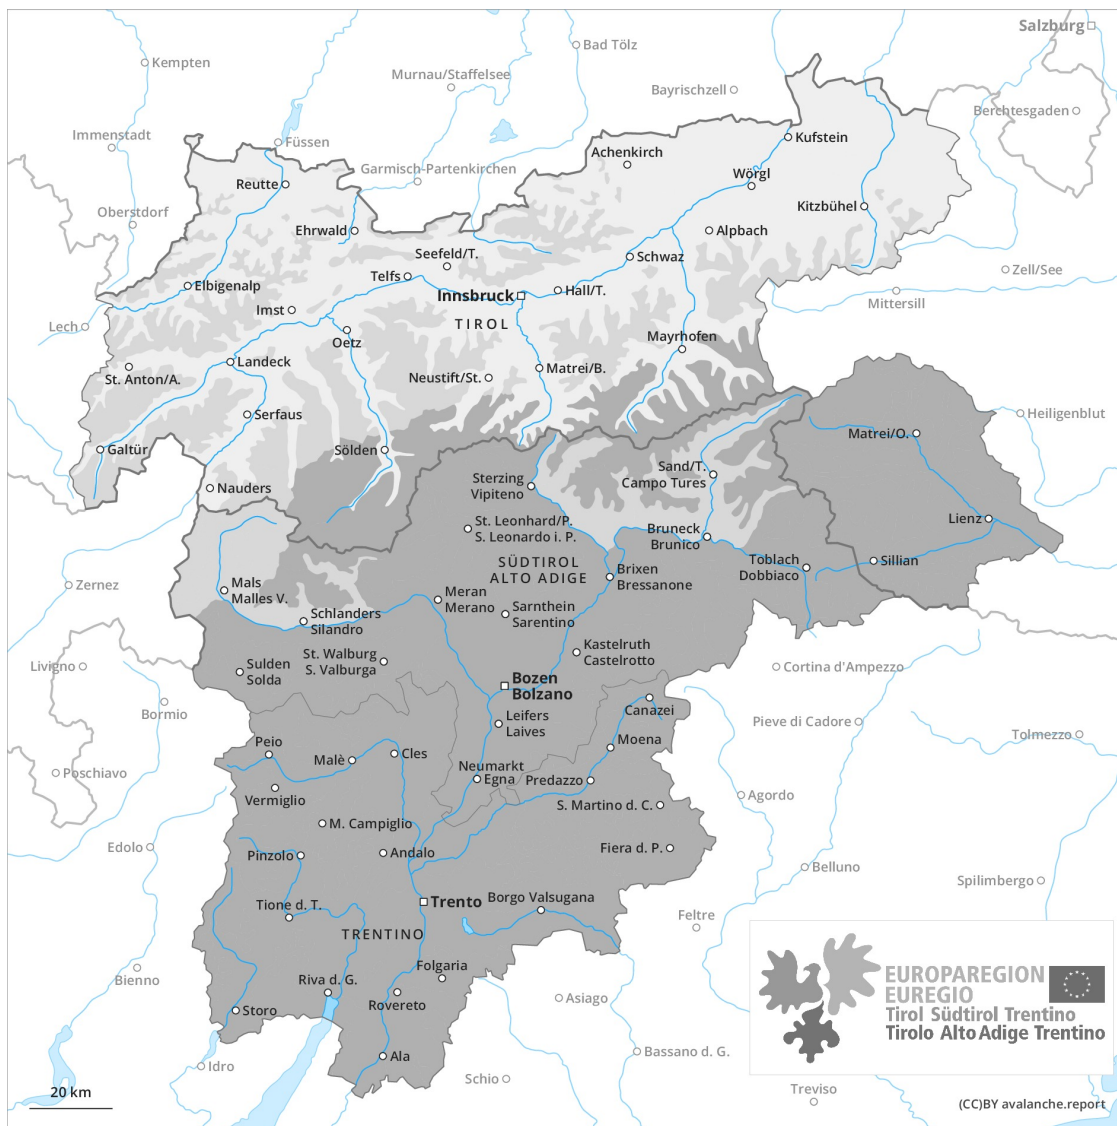 Salzburg
Bad Tölz
Kempten
Murnau/Staffelsee
Bayrischzell
Berchtesgaden
Immenstadt
Füssen
Kufstein
Achenkirch
Garmisch-Partenkirchen
Wörgl
Reutte
Kitzbühel
Oberstdorf
Ehrwald
Alpbach
Seefeld/T.
Schwaz
Telfs
Zell/See
Elbigenalp
Innsbruck
Hall/T.
Mittersill
Imst
TIROL
Lech
Oetz
Mayrhofen
Landeck
Matrei/B.
St. Anton/A.
Neustift/St.
Serfaus
Heiligenblut
Matrei/O.
Galtür
Sölden
Sand/T.
Campo Tures
Sterzing
Vipiteno
Nauders
Lienz
St. Leonhard/P.
S. Leonardo i. P.
Bruneck
Brunico
SÜDTIROL
ALTO ADIGE
Toblach
Dobbiaco
Sillian
Brixen
Bressanone
Zernez
Mals
Malles V.
Meran
Merano
Schlanders
Silandro
Sarnthein
Sarentino
Kastelruth
Castelrotto
St. Walburg
S. Valburga
Livigno
Sulden
Solda
Cortina d'Ampezzo
Bozen
Bolzano
Bormio
Canazei
Leifers
Laives
Pieve di Cadore
Tolmezzo
Peio
Moena
Malè
Cles
Poschiavo
Neumarkt
Egna
Predazzo
Vermiglio
Agordo
S. Martino d. C.
M. Campiglio
Edolo
Pinzolo
Andalo
Fiera d. P.
Belluno
Spilimbergo
Tione d. T.
Trento
Borgo Valsugana
Feltre
TRENTINO
Bienno
Folgaria
Riva d. G.
Rovereto
Asiago
Storo
EUROPAREGION
EUREGIO
Tirol Südtirol Trentino
Tirolo Alto Adige Trentino
Ala
Bassano d. G.
Idro
Schio
Treviso
20 km
(CC)BY avalanche.report